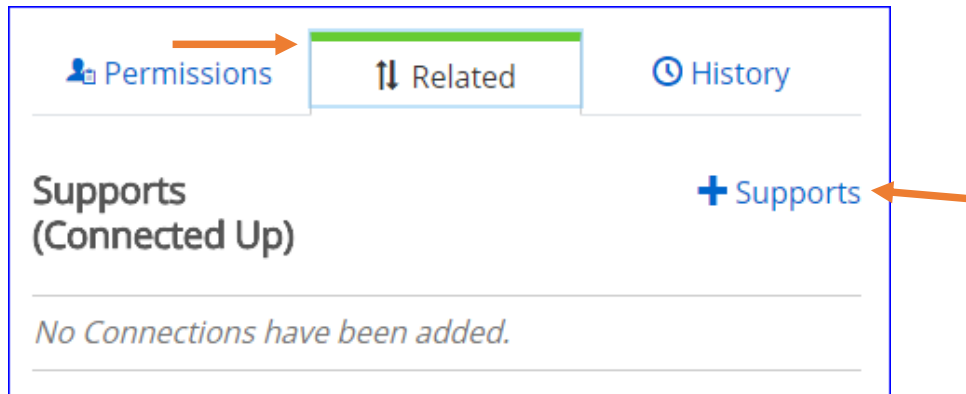 Permissions Related History
Supports + Supports
(Connected Up)
No Connections have been added.